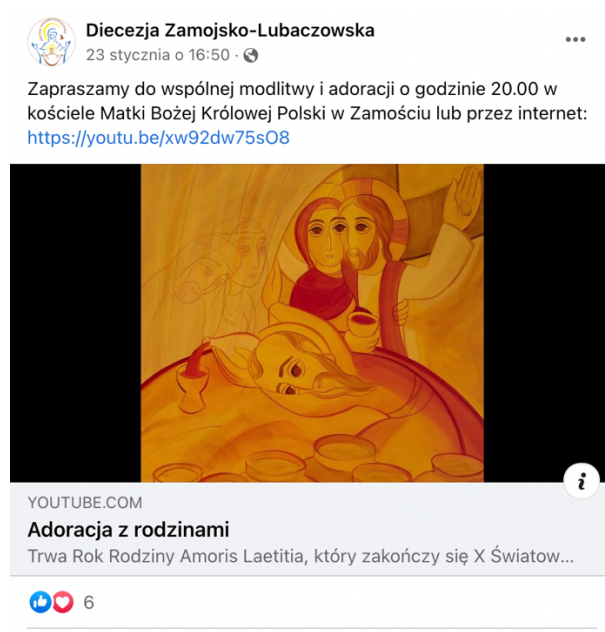 Diecezja Zamojsko-Lubaczowska
23 stycznia o 16:50 ·
Zapraszamy do wspólnej modlitwy i adoracji o godzinie 20.00 w
kościele Matki Bożej Królowej Polski w Zamościu lub przez internet:
https://youtu.be/xw92dw75sO8
YOUTUBE.COM
Adoracja z rodzinami
Trwa Rok Rodziny Amoris Laetitia, który zakończy się X Światow...
6